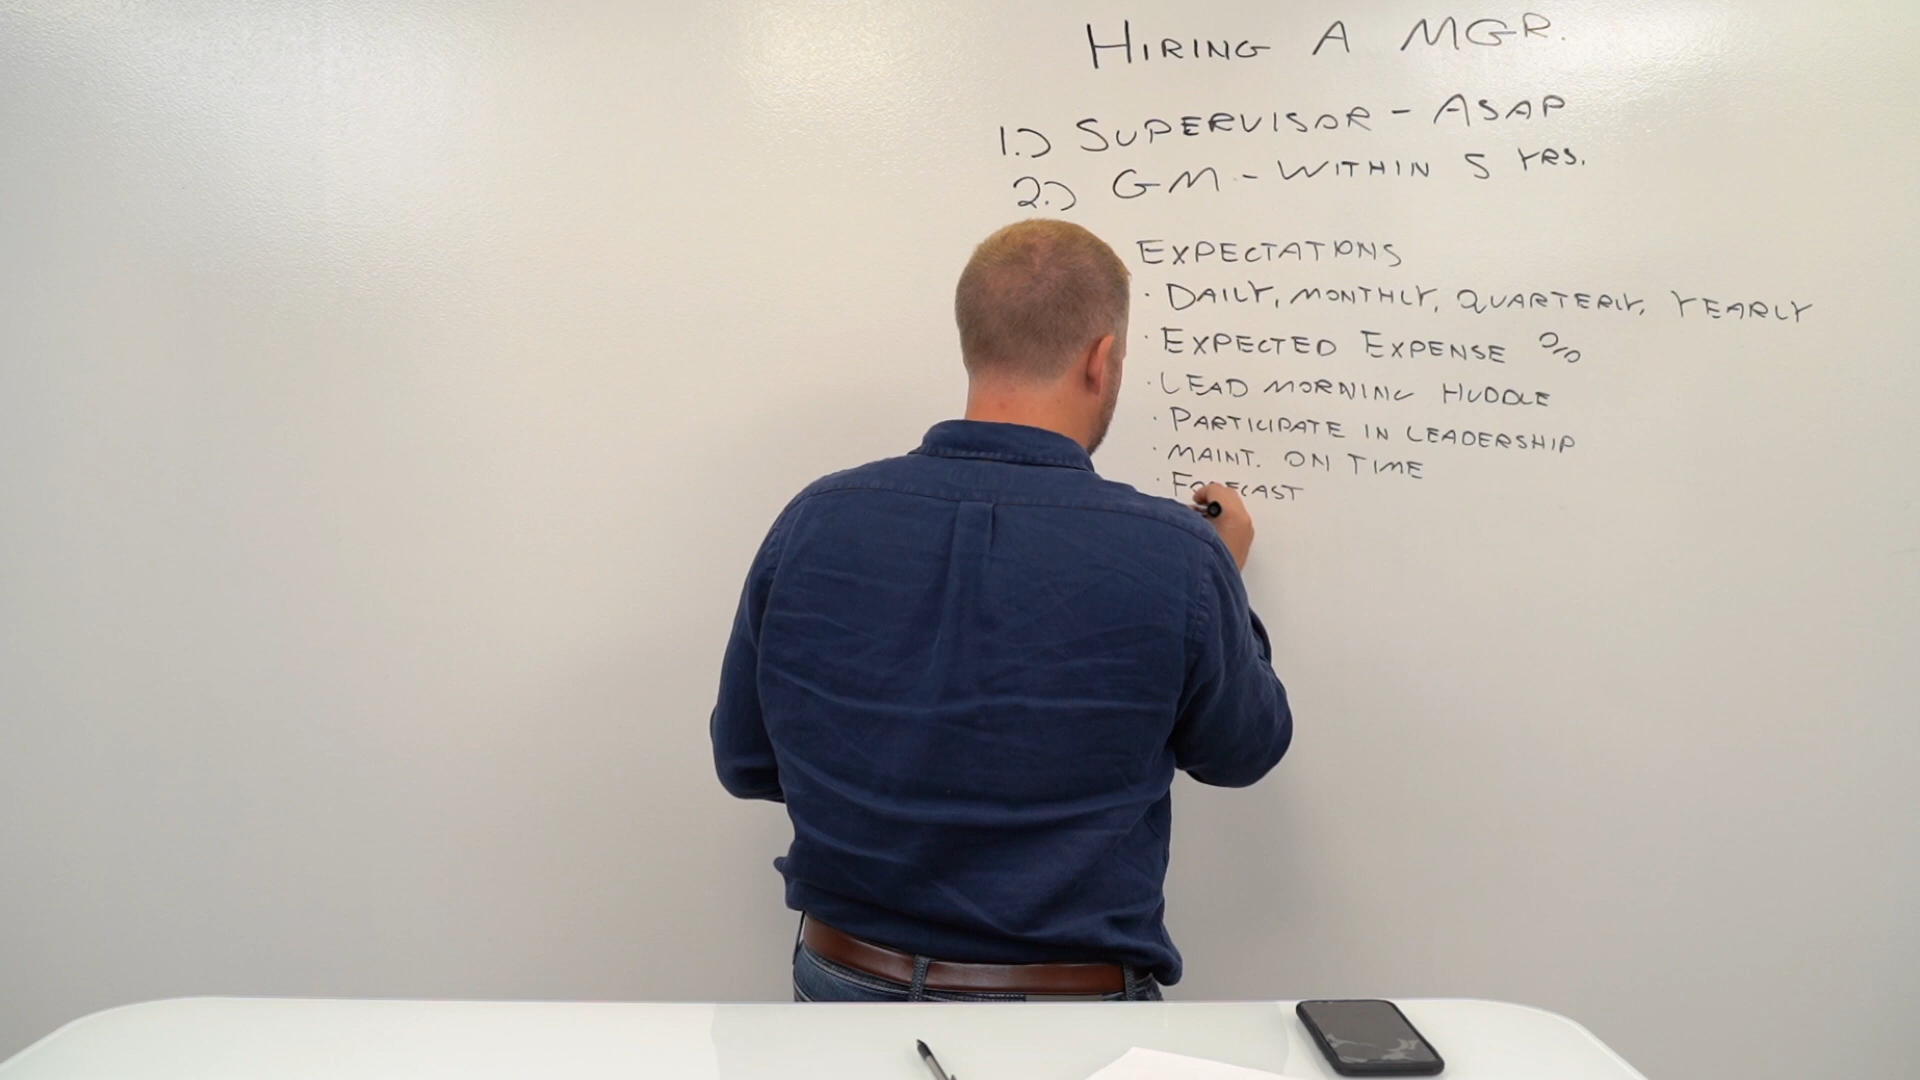 HIRING A MGR.
1.) SUPERVISOR - ASAP
2.) GM - WITHIN 5 YRS.
EXPECTATIONS
· DAILY, MONTHLY, QUARTERLY, YEARLY
· EXPECTED EXPENSE %
· LEAD MORNING HUDDLE
· PARTICIPATE IN LEADERSHIP
· MAINT. ON TIME
· FORECAST